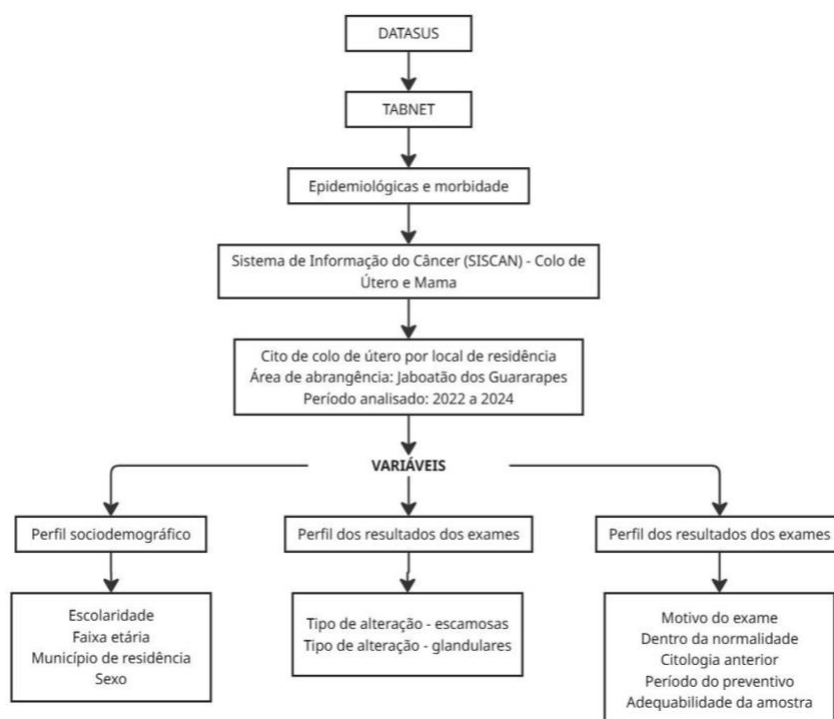 DATASUS
TABNET
Epidemiológicas e morbidade
Sistema de Informação do Câncer (SISCAN) - Colo de
Útero e Mama
Cito de colo de útero por local de residência
Área de abrangência: Jaboatão dos Guararapes
Período analisado: 2022 a 2024
VARIÁVEIS
Perfil sociodemográfico
Escolaridade
Faixa etária
Município de residência
Sexo
Perfil dos resultados dos exames
Tipo de alteração - escamosas
Tipo de alteração - glandulares
Perfil dos resultados dos exames
Motivo do exame
Dentro da normalidade
Citologia anterior
Período do preventivo
Adequabilidade da amostra